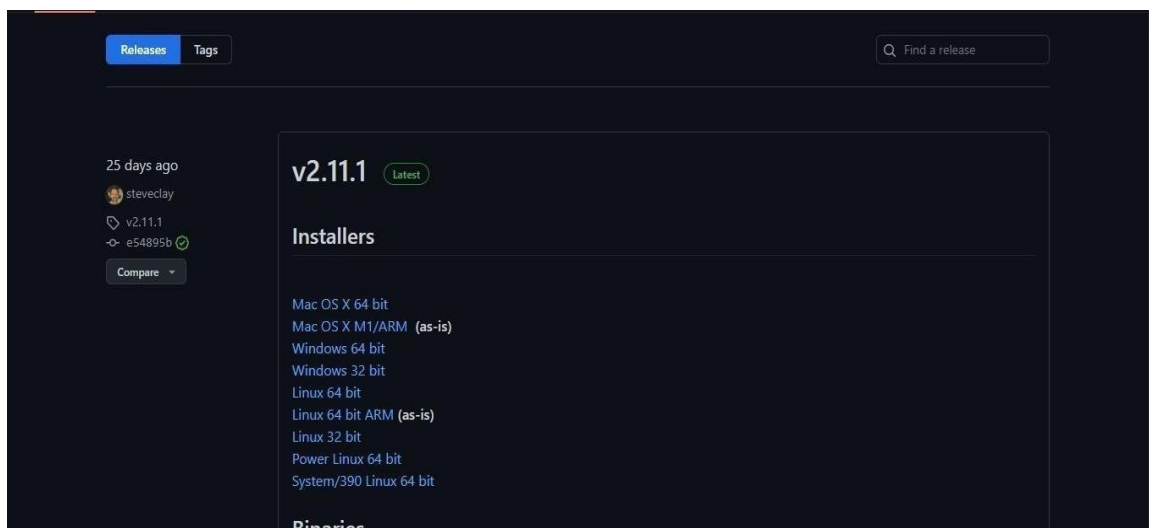 Releases
Tags
Find a release
25 days ago
steveclay
v2.11.1
e54895b
Compare
v2.11.1 Latest
Installers
Mac OS X 64 bit
Mac OS X M1/ARM (as-is)
Windows 64 bit
Windows 32 bit
Linux 64 bit
Linux 64 bit ARM (as-is)
Linux 32 bit
Power Linux 64 bit
System/390 Linux 64 bit
Binaries